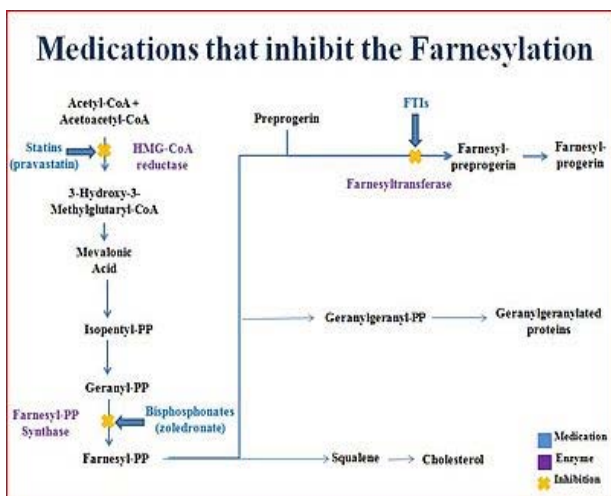 Medications that inhibit the Farnesylation
Acetyl-CoA +
Acetoacetyl-CoA
Statins
(pravastatin)
HMG-CoA
reductase
3-Hydroxy-3-
Methylglutaryl-CoA
Mevalonic
Acid
Isopentyl-PP
Geranyl-PP
Farnesyl-PP
Synthase
Bisphosphonates
(zoledronate)
Farnesyl-PP
Preprogerin
FTIs
Farnesyltransferase
Farnesyl-
preprogerin
Farnesyl-
progerin
Geranylgeranyl-PP
Geranylgeranylated
proteins
Squalene
Cholesterol
Medication
Enzyme
Inhibition